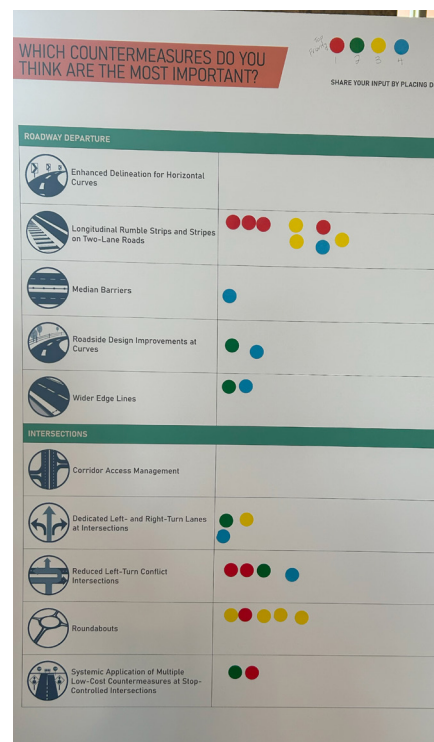 WHICH COUNTERMEASURES DO YOU
THINK ARE THE MOST IMPORTANT?
Top
Priority
1 2 3 4
SHARE YOUR INPUT BY PLACING D
ROADWAY DEPARTURE
Enhanced Delineation for Horizontal
Curves
Longitudinal Rumble Strips and Stripes
on Two-Lane Roads
Median Barriers
Roadside Design Improvements at
Curves
Wider Edge Lines
INTERSECTIONS
Corridor Access Management
Dedicated Left- and Right-Turn Lanes
at Intersections
Reduced Left-Turn Conflict
Intersections
Roundabouts
Systemic Application of Multiple
Low-Cost Countermeasures at Stop-
Controlled Intersections